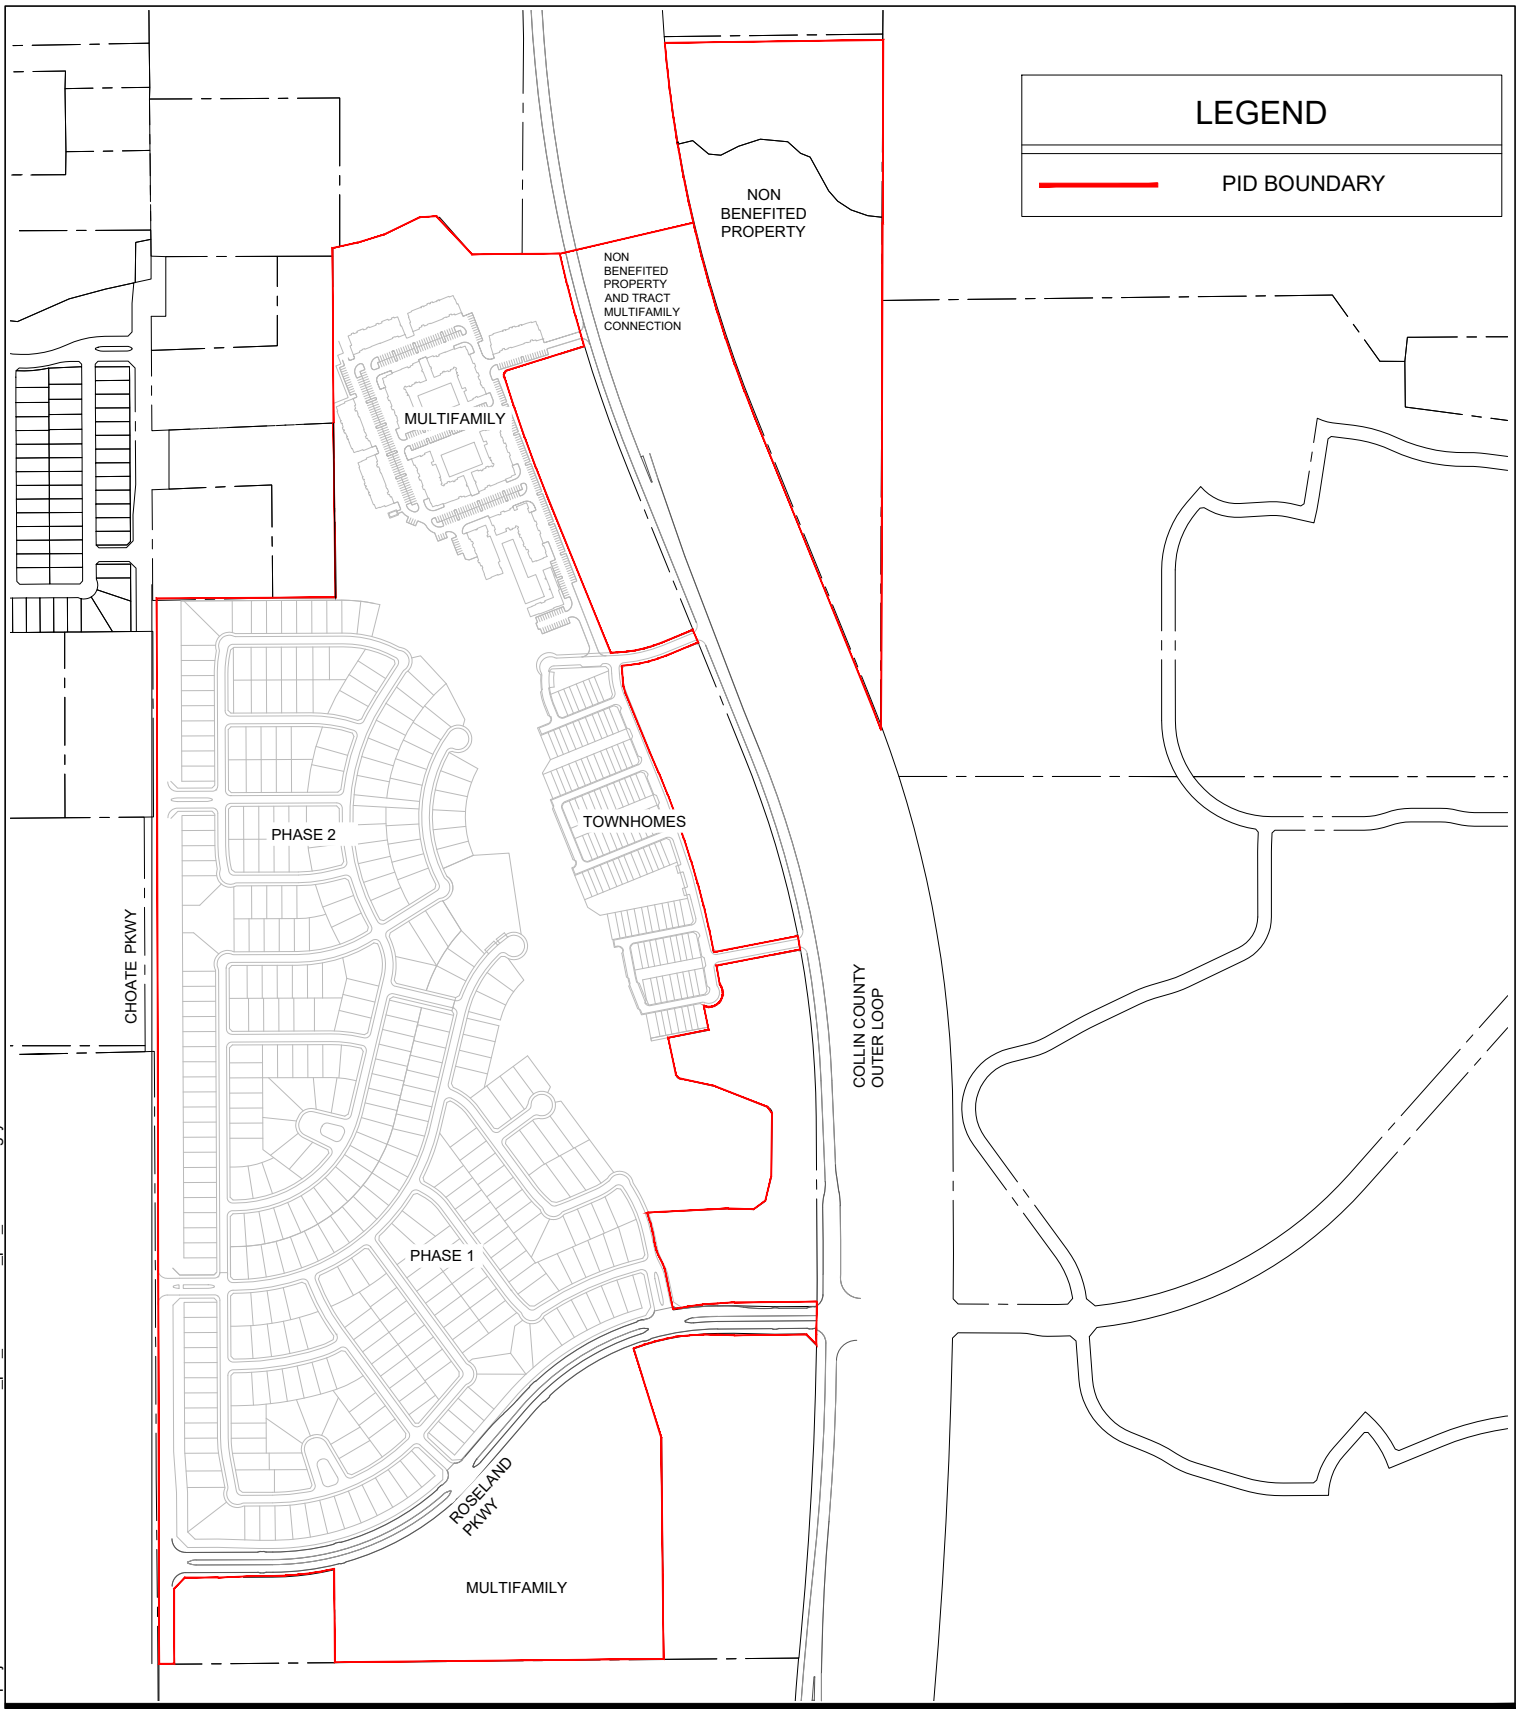 LEGEND
PID BOUNDARY
NON
BENEFITED
PROPERTY
NON
BENEFITED
PROPERTY
AND TRACT
MULTIFAMILY
CONNECTION
MULTIFAMILY
TOWNHOMES
PHASE 2
CHOATE PKWY
COLLIN COUNTY
OUTER LOOP
PHASE 1
ROSELAND
PKWY
MULTIFAMILY